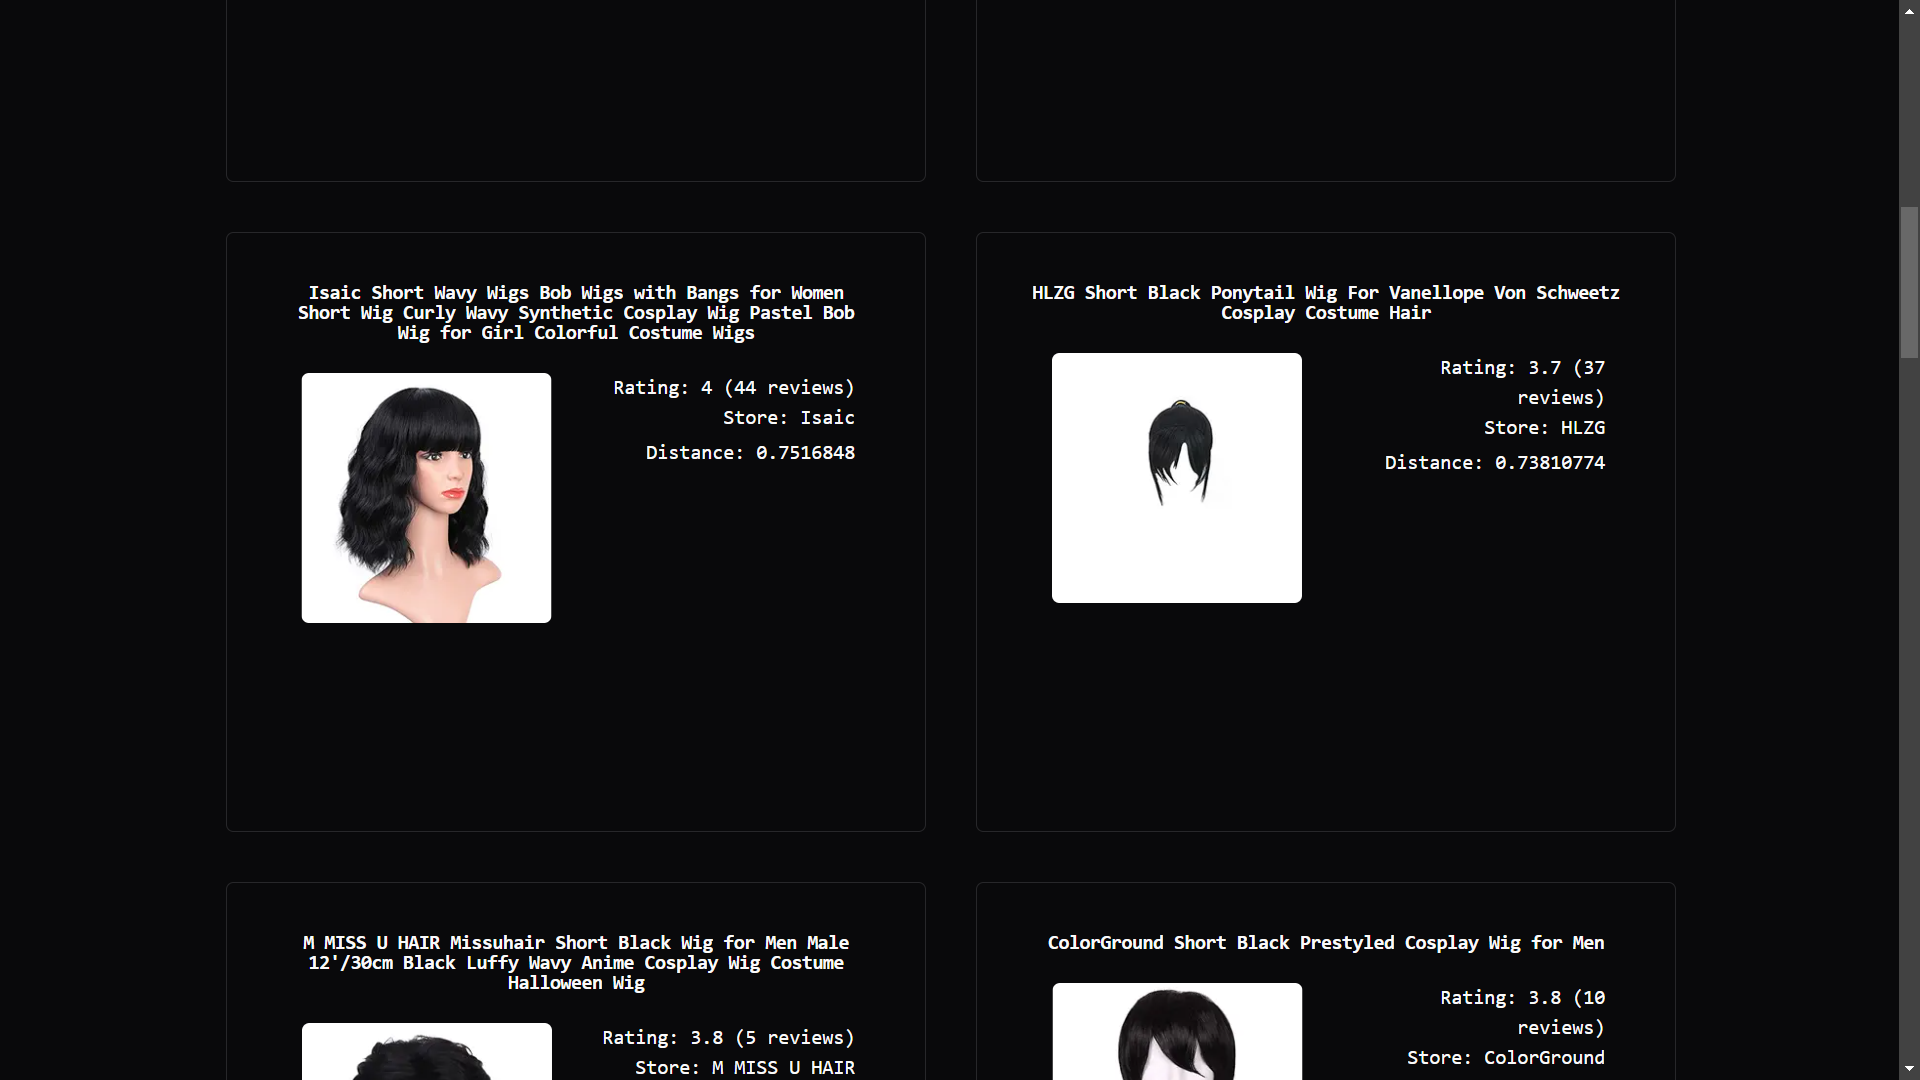 Isaic Short Wavy Wigs Bob Wigs with Bangs for Women
Short Wig Curly Wavy Synthetic Cosplay Wig Pastel Bob
Wig for Girl Colorful Costume Wigs
Rating: 4 (44 reviews)
Store: Isaic
Distance: 0.7516848
HLZG Short Black Ponytail Wig For Vanellope Von Schweetz
Cosplay Costume Hair
Rating: 3.7 (37
reviews)
Store: HLZG
Distance: 0.73810774
M MISS U HAIR Missuhair Short Black Wig for Men Male
12'/30cm Black Luffy Wavy Anime Cosplay Wig Costume
Halloween Wig
Rating: 3.8 (5 reviews)
Store: M MISS U HAIR
ColorGround Short Black Prestyled Cosplay Wig for Men
Rating: 3.8 (10
reviews)
Store: ColorGround